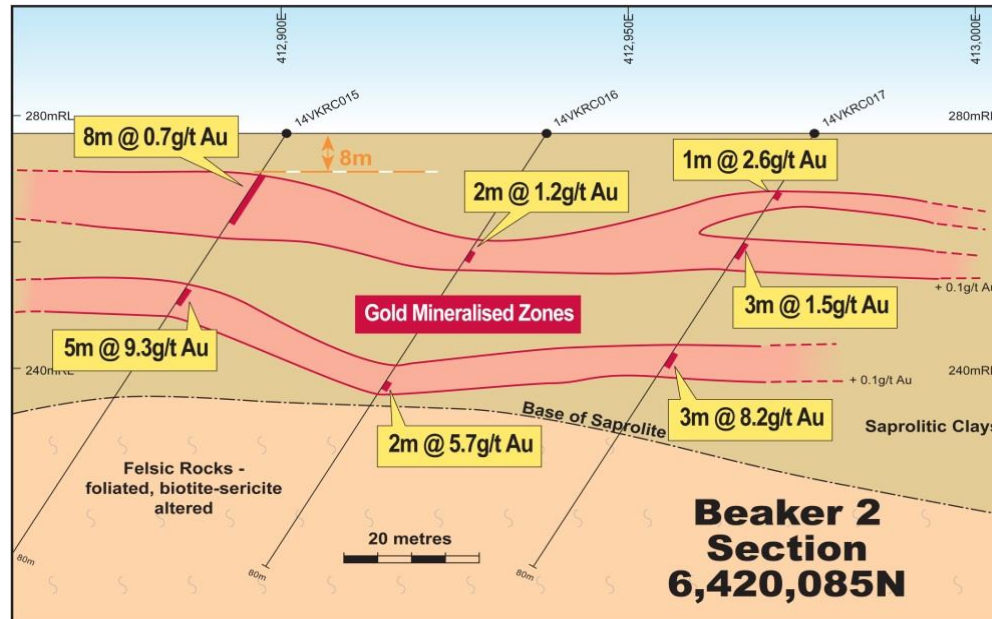 412,900E
412,950E
413,000E
280mRL
14VKRC015
14VKRC016
14VKRC017
280mRL
8m @ 0.7g/t Au
8m
2m @ 1.2g/t Au
1m @ 2.6g/t Au
+ 0.1g/t Au
Gold Mineralised Zones
3m @ 1.5g/t Au
5m @ 9.3g/t Au
240mRL
240mRL
+ 0.1g/t Au
2m @ 5.7g/t Au
Base of Saprolite
3m @ 8.2g/t Au
Saprolitic Clays
Felsic Rocks -
foliated, biotite-sericite
altered
20 metres
80m
80m
80m
Beaker 2
Section
6,420,085N